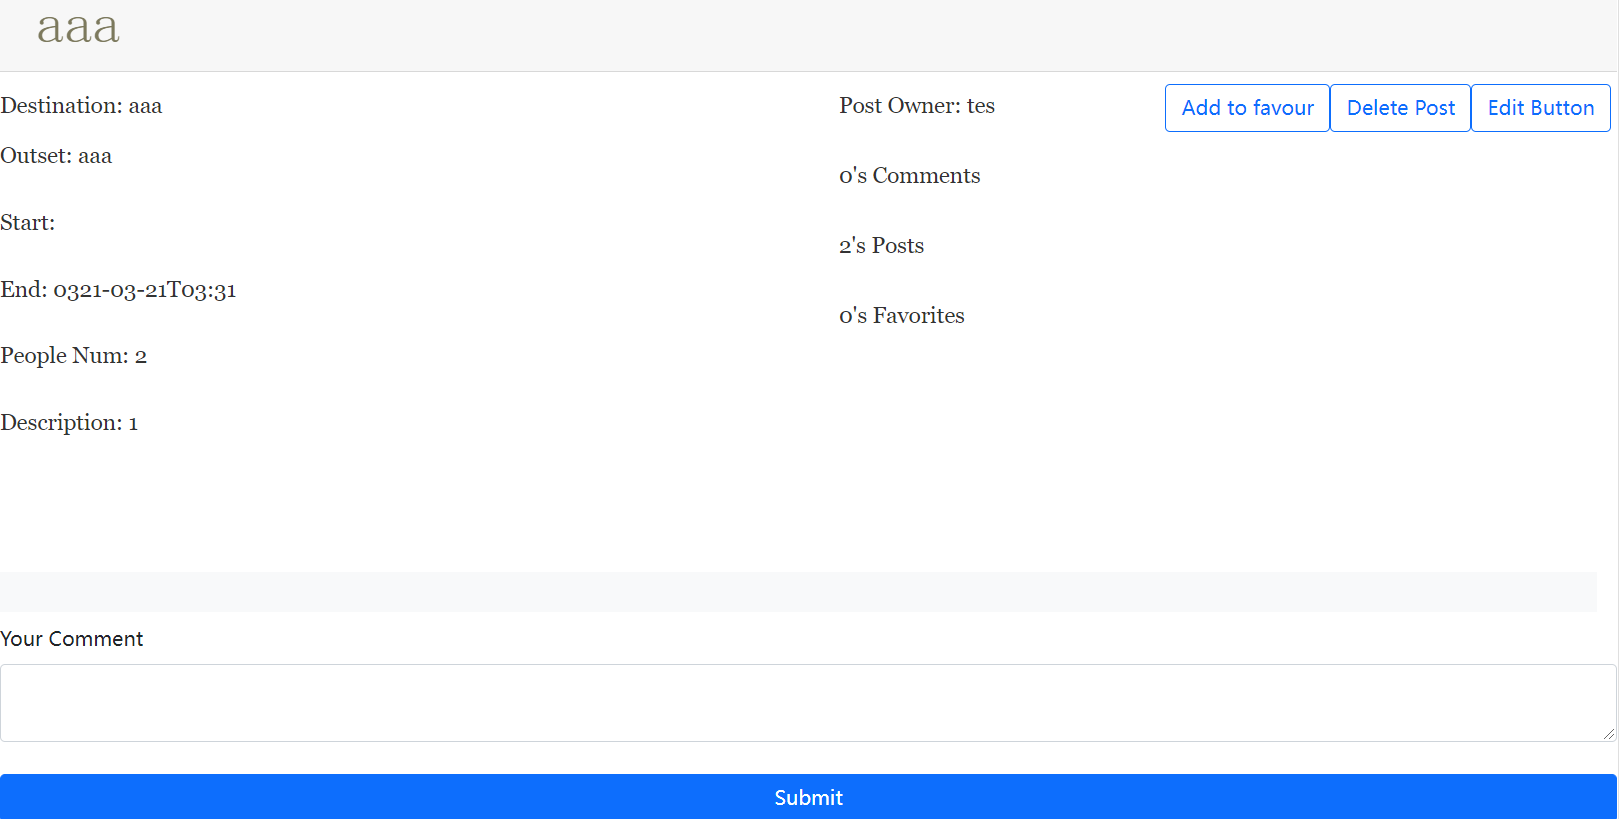 aaa
Destination: aaa
Outset: aaa
Start:
End: 0321-03-21T03:31
People Num: 2
Description: 1
Post Owner: tes
0's Comments
2's Posts
0's Favorites
Add to favour
Delete Post
Edit Button
Your Comment
Submit